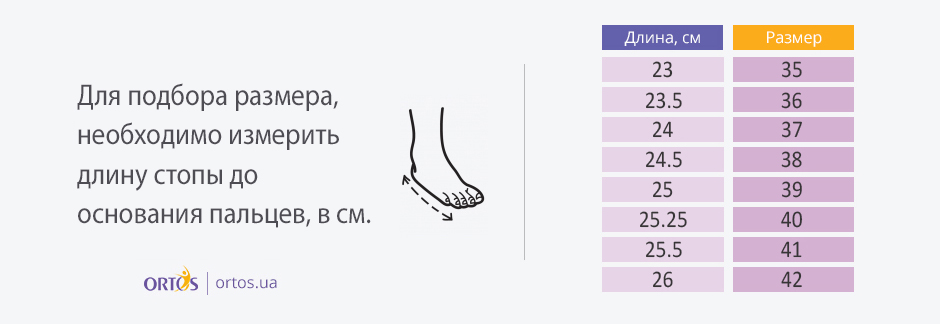 Для подбора размера,
необходимо измерить
длину стопы до
основания пальцев, в см.
ORTOS | ortos.ua
Длина, см Размер
23 35
23.5 36
24 37
24.5 38
25 39
25.25 40
25.5 41
26 42